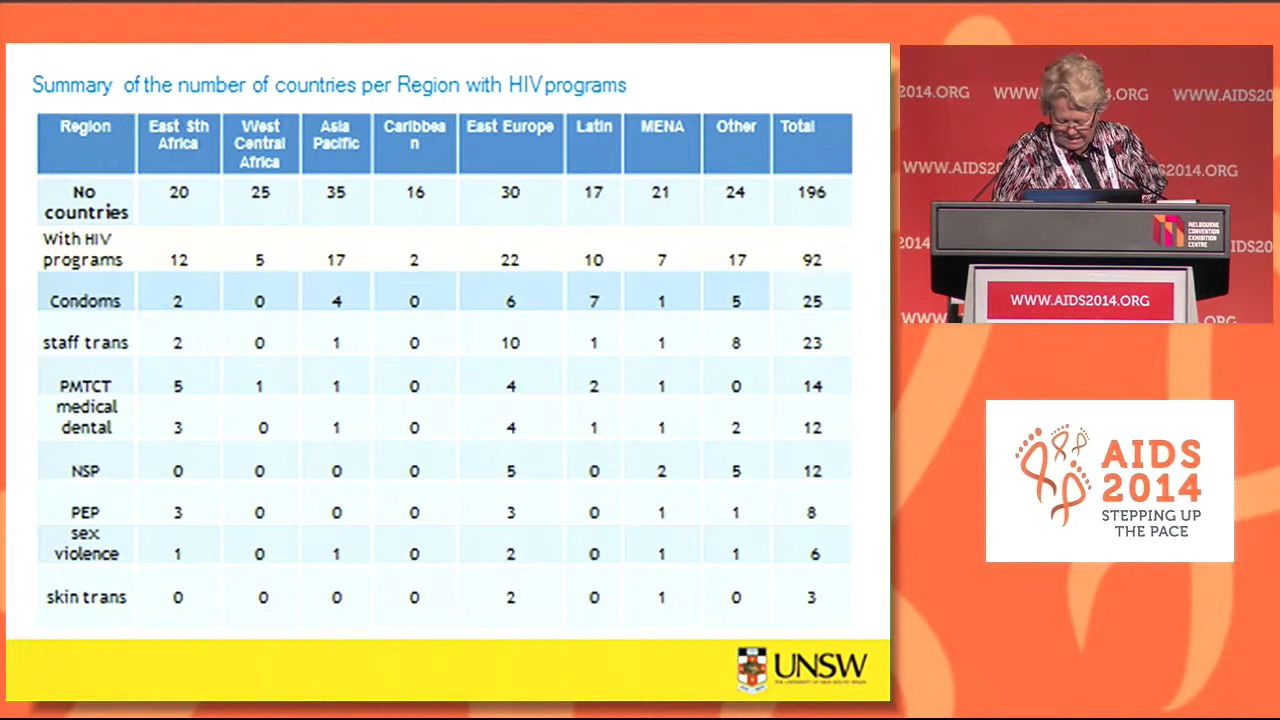 Summary of the number of countries per Region with HIV programs
Region East $th Africa West Central Africa Asia Pacific Caribbea n East Europe Latin MENA Other Total
No countries 20 25 35 16 30 17 21 24 196
With HIV programs 12 5 17 2 22 10 7 17 92
Condoms 2 0 4 0 6 7 1 5 25
staff trans 2 0 1 0 10 1 1 8 23
PMTCT 5 1 1 0 4 2 1 0 14
medical dental 3 0 1 0 4 1 1 2 12
NSP 0 0 0 0 5 0 2 5 12
PEP 3 0 0 0 3 0 1 1 8
sex violence 1 0 1 0 2 0 1 1 6
skin trans 0 0 0 0 2 0 1 0 3
UNSW
2014.ORG WWW.AIDS2014.ORG WWW.AIDS20
WWW.AIDS2014.ORG
MELBOURNE
CONVENTION
EXHIBITION
CENTRE
WWW.AIDS2014.ORG
AIDS
2014
STEPPING UP
THE PACE